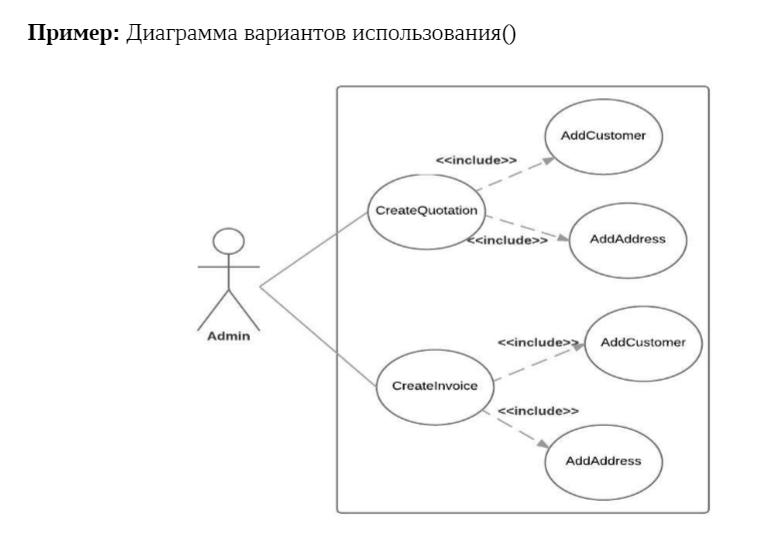 Пример: Диаграмма вариантов использования()
AddCustomer
<<include>>
CreateQuotation
<<include>>
AddAddress
Admin
<<include>>
AddCustomer
CreateInvoice
<<include>>
AddAddress